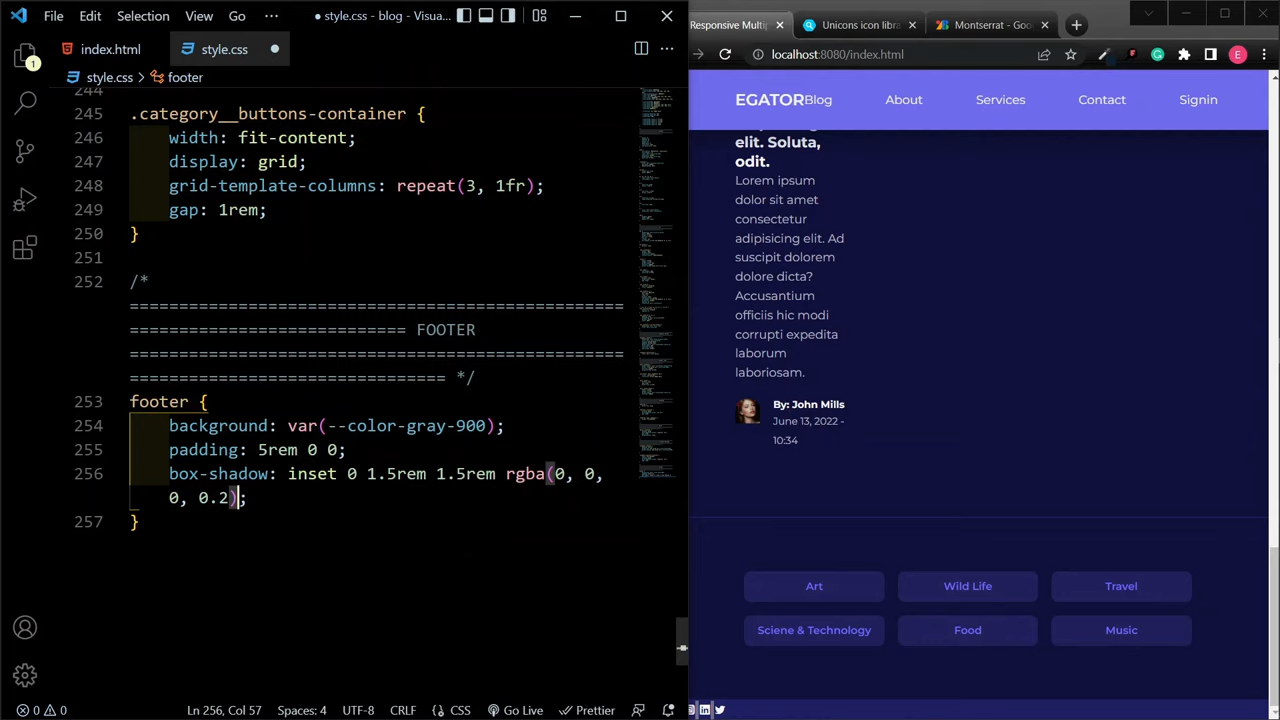 File Edit Selection View Go ··· style.css - blog - Visua...
Responsive Multip Unicons icon libra Montserrat - Goo
index.html style.css
localhost:8080/index.html
E
1
style.css > footer
EGATOR Blog About Services Contact Signin
244
245 .category__buttons-container {
246 width: fit-content;
247 display: grid;
248 grid-template-columns: repeat(3, 1fr);
249 gap: 1rem;
250 }
251
252 /*
==================================================
============================ FOOTER
==================================================
================================ */
253 footer {
254 background: var(--color-gray-900);
255 padding: 5rem 0 0;
256 box-shadow: inset 0 1.5rem 1.5rem rgba(0, 0,
0, 0.2);
257 }
elit. Soluta,
odit.
Lorem ipsum
dolor sit amet
consectetur
adipisicing elit. Ad
suscipit dolorem
dolore dicta?
Accusantium
officiis hic modi
corrupti expedita
laborum
laboriosam.
By: John Mills
June 13, 2022 -
10:34
Art Wild Life Travel
Sciene & Technology Food Music
0 0 Ln 256, Col 57 Spaces: 4 UTF-8 CRLF CSS Go Live Prettier